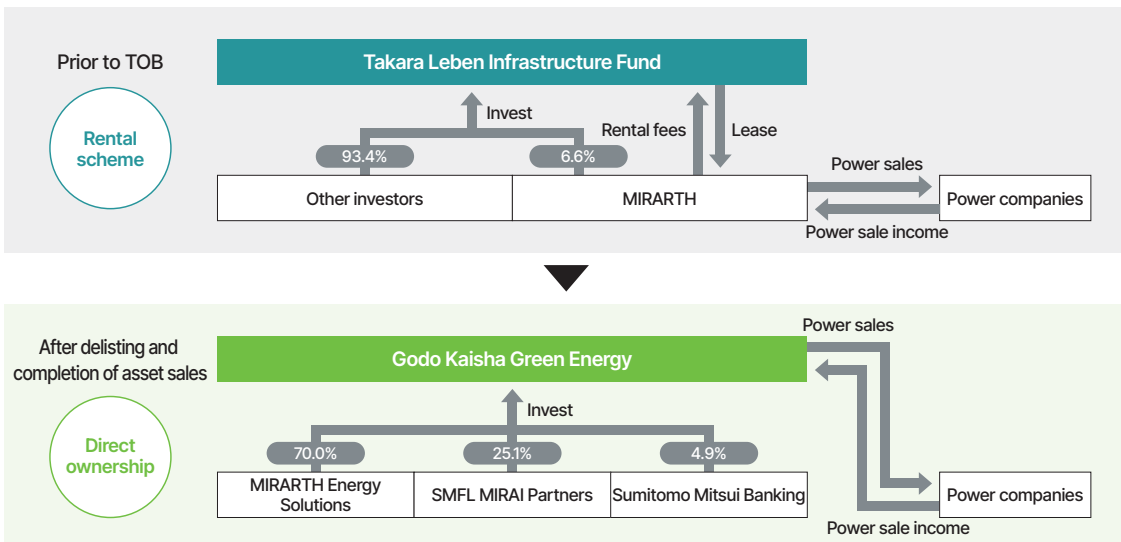 Prior to TOB
Rental
scheme
Takara Leben Infrastructure Fund
Invest
Rental fees
Lease
93.4%
6.6%
Other investors
MIRARTH
Power sales
Power companies
Power sale income
After delisting and
completion of asset sales
Direct
ownership
Godo Kaisha Green Energy
Power sales
Invest
70.0%
25.1%
4.9%
MIRARTH Energy
Solutions
SMFL MIRAI Partners
Sumitomo Mitsui Banking
Power companies
Power sale income